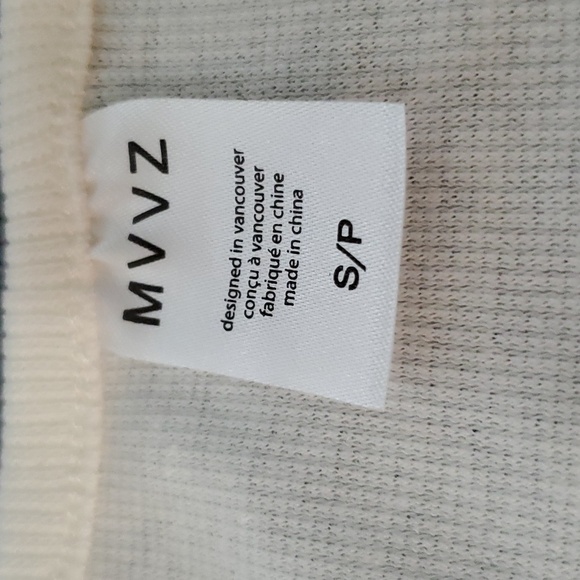 MVVZ
designed in vancouver
conçu à vancouver
fabriqué en chine
made in china
S/P